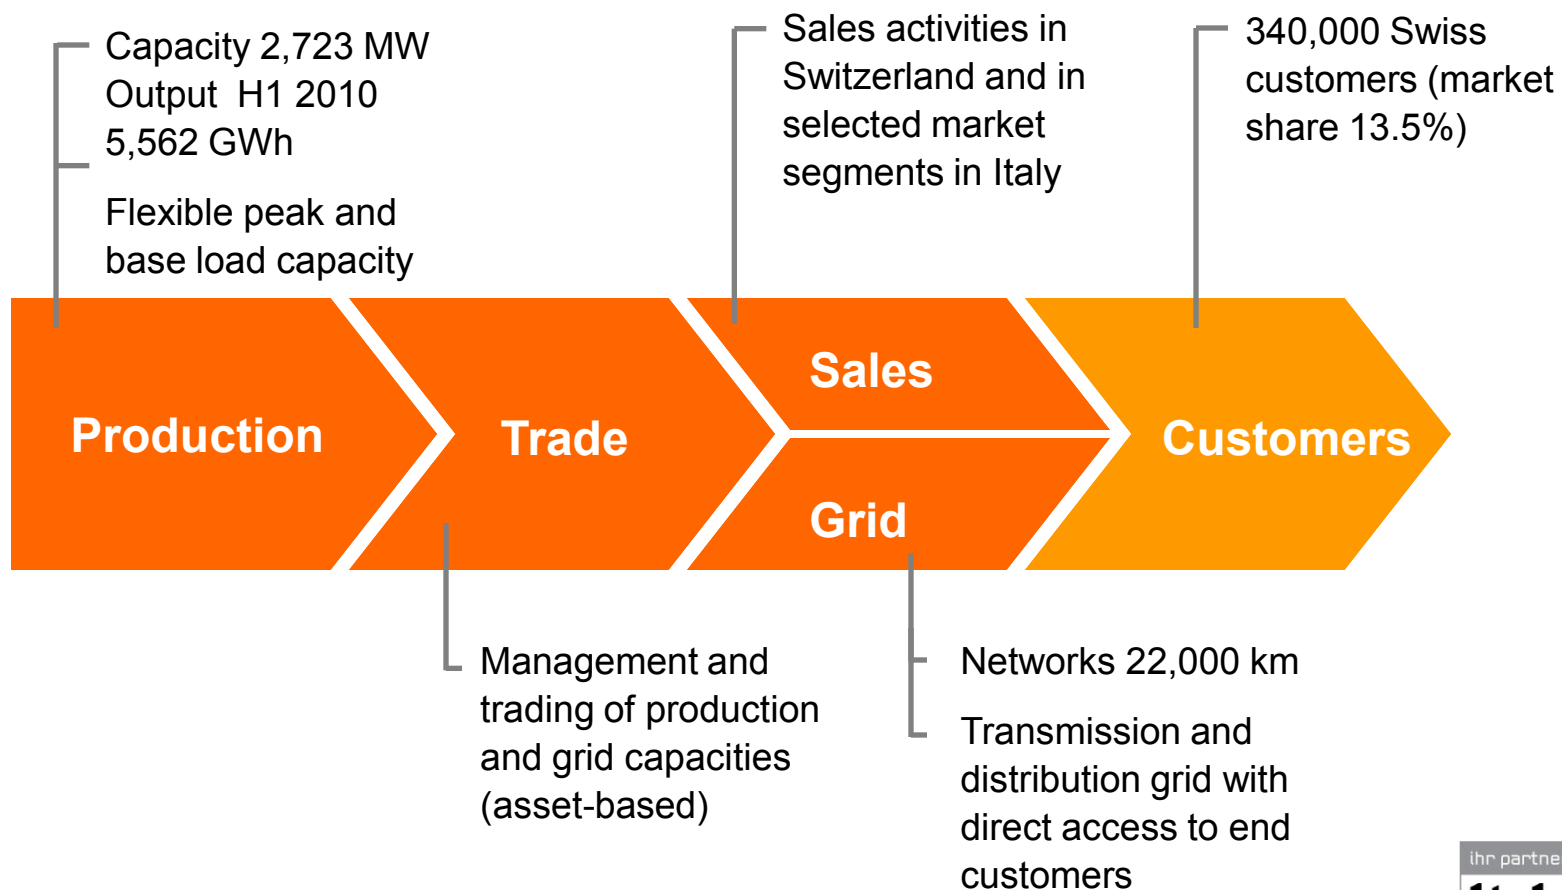 Capacity 2,723 MW
Output H1 2010
5,562 GWh
Flexible peak and
base load capacity
Sales activities in
Switzerland and in
selected market
segments in Italy
340,000 Swiss
customers (market
share 13.5%)
Production
Trade
Sales
Grid
Customers
Management and
trading of production
and grid capacities
(asset-based)
Networks 22,000 km
Transmission and
distribution grid with
direct access to end
customers
ihr partne